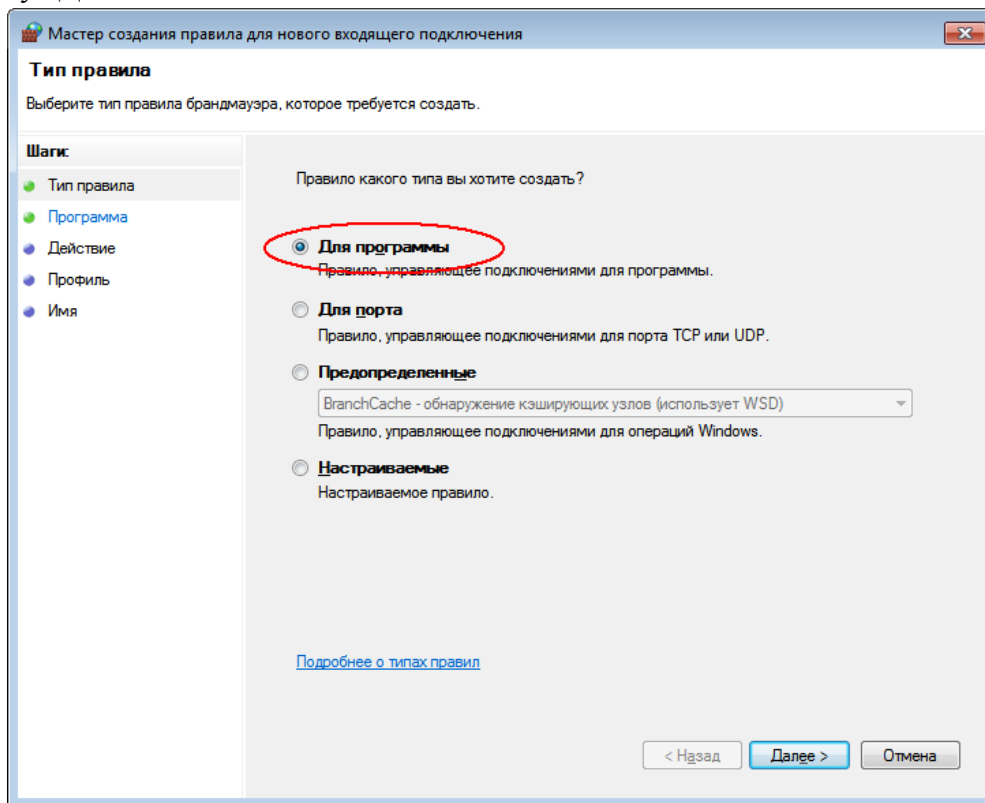 Мастер создания правила для нового входящего подключения
Тип правила
Выберите тип правила брандмауэра, которое требуется создать.
Шаги:
Тип правила
Программа
Действие
Профиль
Имя
Правило какого типа вы хотите создать?
Для программы
Правило, управляющее подключениями для программы.
Для порта
Правило, управляющее подключениями для порта TCP или UDP.
Предопределенные
BranchCache - обнаружение кэширующих узлов (использует WSD)
Правило, управляющее подключениями для операций Windows.
Настраиваемые
Настраиваемое правило.
Подробнее о типах правил
< Назад
Далее >
Отмена